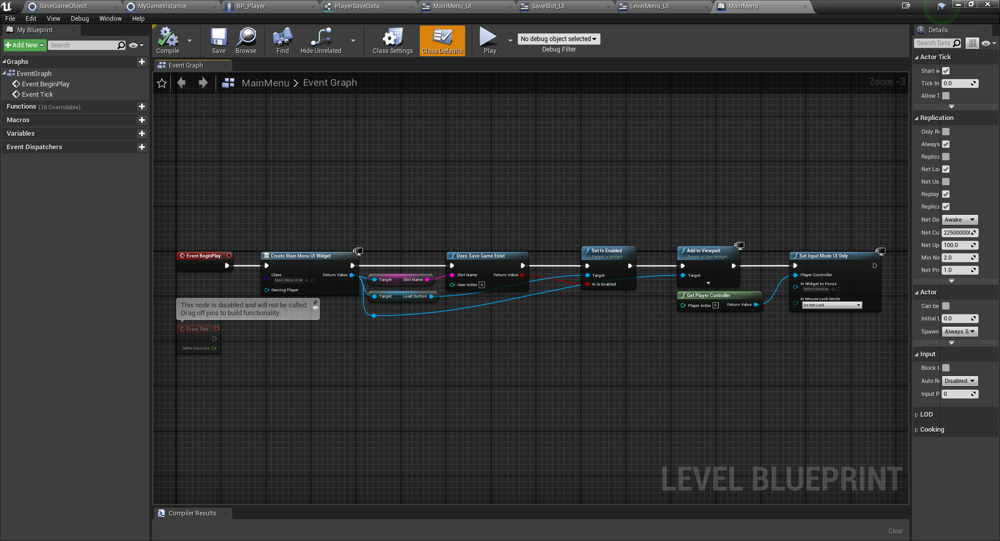 SaveGameObject
MyGameInstance
BP_Player
PlayerSaveData
MainMenu_UI
SaveSlot_UI
LevelMenu_UI
MainMenu
File Edit View Debug Window Help
My Blueprint
Add New
Search
Graphs
EventGraph
Event BeginPlay
Event Tick
Functions (18 Overridable)
Macros
Variables
Event Dispatchers
Compile
Save
Browse
Find
Hide Unrelated
Class Settings
Class Defaults
Play
No debug object selected
Debug Filter
Event Graph
MainMenu > Event Graph
Zoom -3
Event BeginPlay
Create Main Menu UI Widget
Class
Main Menu UI
Return Value
Owning Player
Target Slot Name
Target Load Button
Does Save Game Exist
Slot Name
Return Value
User Index 0
Set Is Enabled
Target is Widget
Target
In Is Enabled
Add to Viewport
Target is User Widget
Target
Get Player Controller
Player Index 0
Return Value
Set Input Mode UI Only
Player Controller
In Widget to Focus
Select Asset
In Mouse Lock Mode
Do Not Lock
This node is disabled and will not be called.
Drag off pins to build functionality.
Event Tick
Delta Seconds
LEVEL BLUEPRINT
Compiler Results
Clear
Details
Search Deta
Actor Tick
Start w
Tick In 0.0
Allow T
Replication
Only Re
Always
Replica
Net Loa
Net Us
Replay
Replica
Net Do Awake
Net Cu 225000000
Net Up 100.0
Min Ne 2.0
Net Pri 1.0
Actor
Can be
Initial L 0.0
Spawn Always S
Input
Block I
Auto Re Disabled
Input P 0
LOD
Cooking